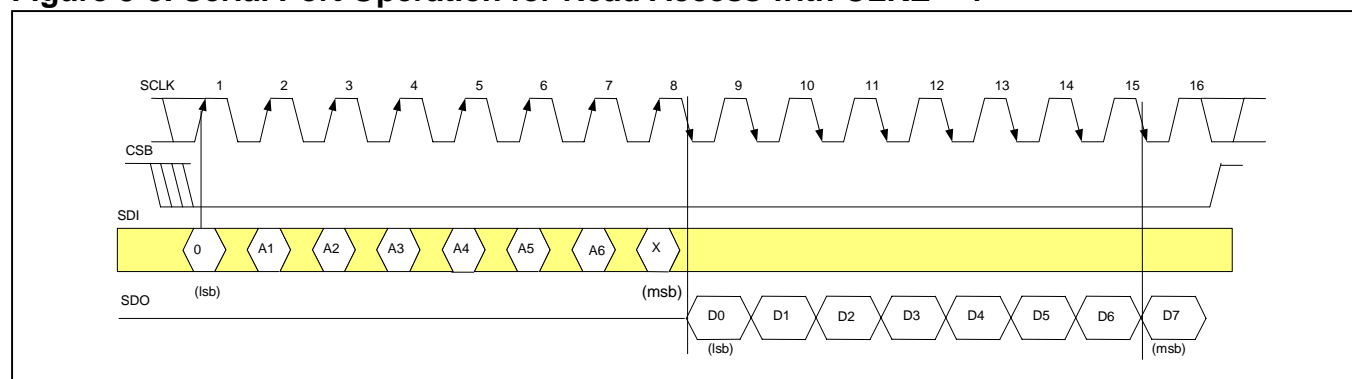 SCLK 1 2 3 4 5 6 7 8 9 10 11 12 13 14 15 16
CSB
SDI
0 A1 A2 A3 A4 A5 A6 X
(lsb) (msb)
SDO
D0 D1 D2 D3 D4 D5 D6 D7
(lsb) (msb)